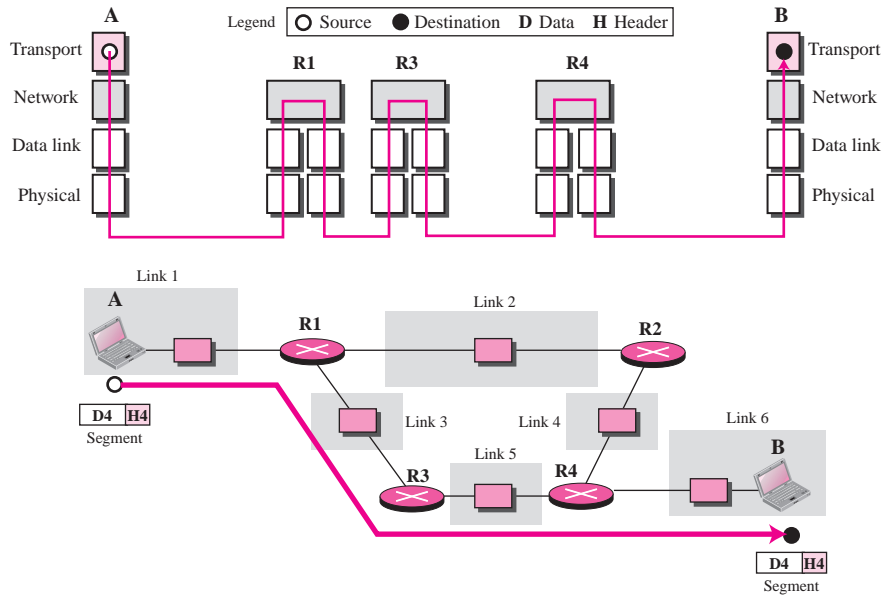 A
Legend
Source
Destination
D Data
H Header
B
Transport
R1
R3
R4
Transport
Network
Network
Data link
Data link
Physical
Physical
Link 1
A
Link 2
R1
R2
D4 H4
Segment
Link 3
Link 4
Link 6
B
Link 5
R3
R4
D4 H4
Segment